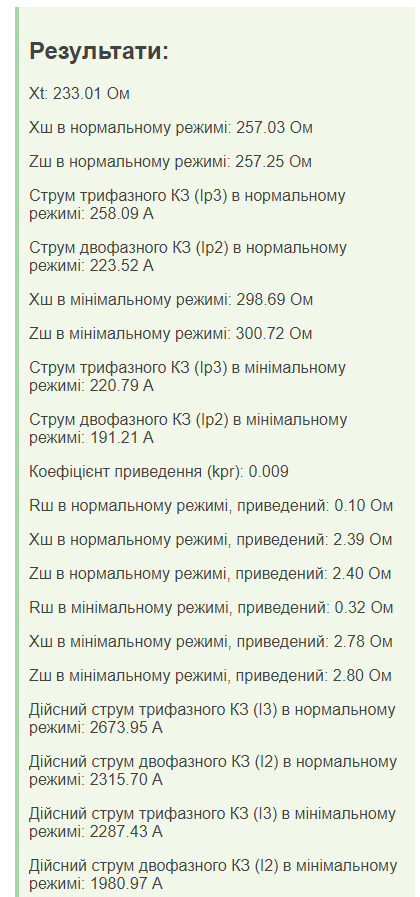 Результати:
Xt: 233.01 Ом
Xш в нормальному режимі: 257.03 Ом
Zш в нормальному режимі: 257.25 Ом
Струм трифазного КЗ (Ip3) в нормальному
режимі: 258.09 А
Струм двофазного КЗ (Ip2) в нормальному
режимі: 223.52 А
Xш в мінімальному режимі: 298.69 Ом
Zш в мінімальному режимі: 300.72 Ом
Струм трифазного КЗ (Ip3) в мінімальному
режимі: 220.79 А
Струм двофазного КЗ (Ip2) в мінімальному
режимі: 191.21 А
Коефіцієнт приведення (kpr): 0.009
Rш в нормальному режимі, приведений: 0.10 Ом
Xш в нормальному режимі, приведений: 2.39 Ом
Zш в нормальному режимі, приведений: 2.40 Ом
Rш в мінімальному режимі, приведений: 0.32 Ом
Xш в мінімальному режимі, приведений: 2.78 Ом
Zш в мінімальному режимі, приведений: 2.80 Ом
Дійсний струм трифазного КЗ (I3) в нормальному
режимі: 2673.95 А
Дійсний струм двофазного КЗ (I2) в нормальному
режимі: 2315.70 А
Дійсний струм трифазного КЗ (I3) в мінімальному
режимі: 2287.43 А
Дійсний струм двофазного КЗ (I2) в мінімальному
режимі: 1980.97 А